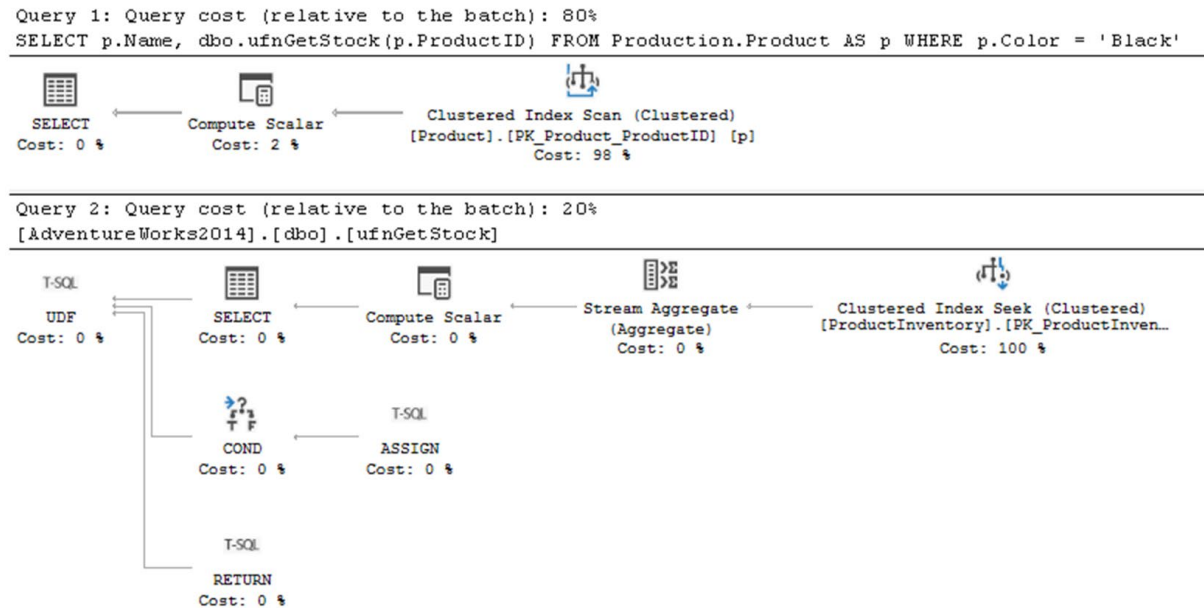 Query 1: Query cost (relative to the batch): 80%
SELECT p.Name, dbo.ufnGetStock(p.ProductID) FROM Production.Product AS p WHERE p.Color = 'Black'
SELECT
Cost: 0 %
Compute Scalar
Cost: 2 %
Clustered Index Scan (Clustered)
[Product].[PK_Product_ProductID] [p]
Cost: 98 %
Query 2: Query cost (relative to the batch): 20%
[AdventureWorks2014].[dbo].[ufnGetStock]
T-SQL
UDF
Cost: 0 %
SELECT
Cost: 0 %
Compute Scalar
Cost: 0 %
Stream Aggregate
(Aggregate)
Cost: 0 %
Clustered Index Seek (Clustered)
[ProductInventory].[PK_ProductInven…
Cost: 100 %
T F
COND
Cost: 0 %
T-SQL
ASSIGN
Cost: 0 %
T-SQL
RETURN
Cost: 0 %